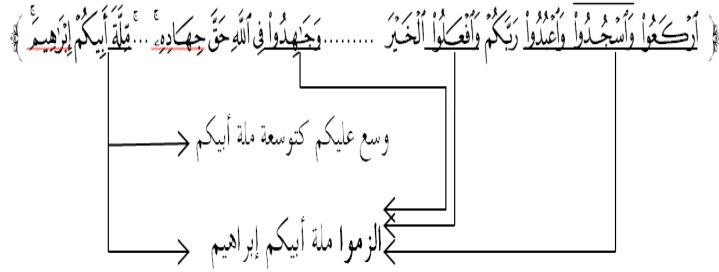 ﴿ ٱرْكَعُوا۟ وَٱسْجُدُوا۟ وَٱعْبُدُوا۟ رَبَّكُمْ وَٱفْعَلُوا۟ ٱلْخَيْرَ ......... وَجَـٰهِدُوا۟ فِى ٱللَّهِ حَقَّ جِهَادِهِۦ ۚ ... مِّلَّةَ أَبِيكُمْ إِبْرَٰهِيمَ ۚ ﴾
وسع عليكم كتوسعة ملة أبيكم
الزموا ملة أبيكم إبراهيم